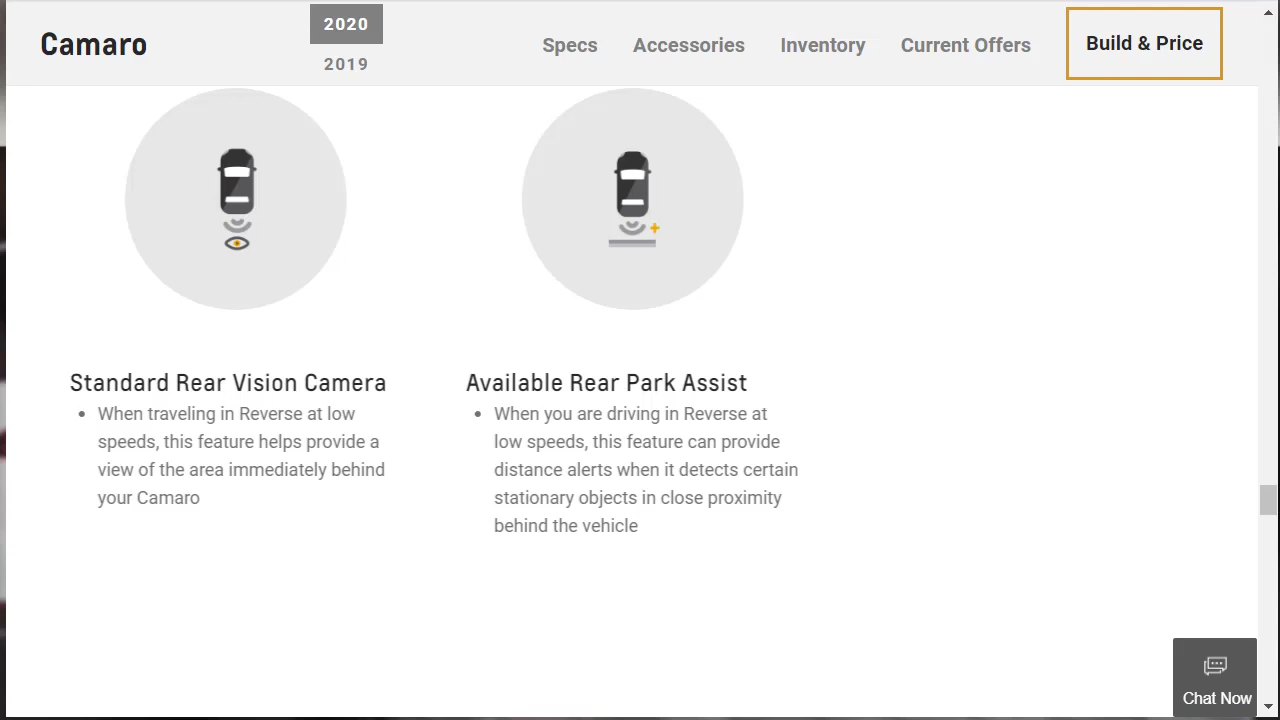 Camaro
2020
2019
Specs
Accessories
Inventory
Current Offers
Build & Price
Standard Rear Vision Camera
When traveling in Reverse at low
speeds, this feature helps provide a
view of the area immediately behind
your Camaro
Available Rear Park Assist
When you are driving in Reverse at
low speeds, this feature can provide
distance alerts when it detects certain
stationary objects in close proximity
behind the vehicle
Chat Now